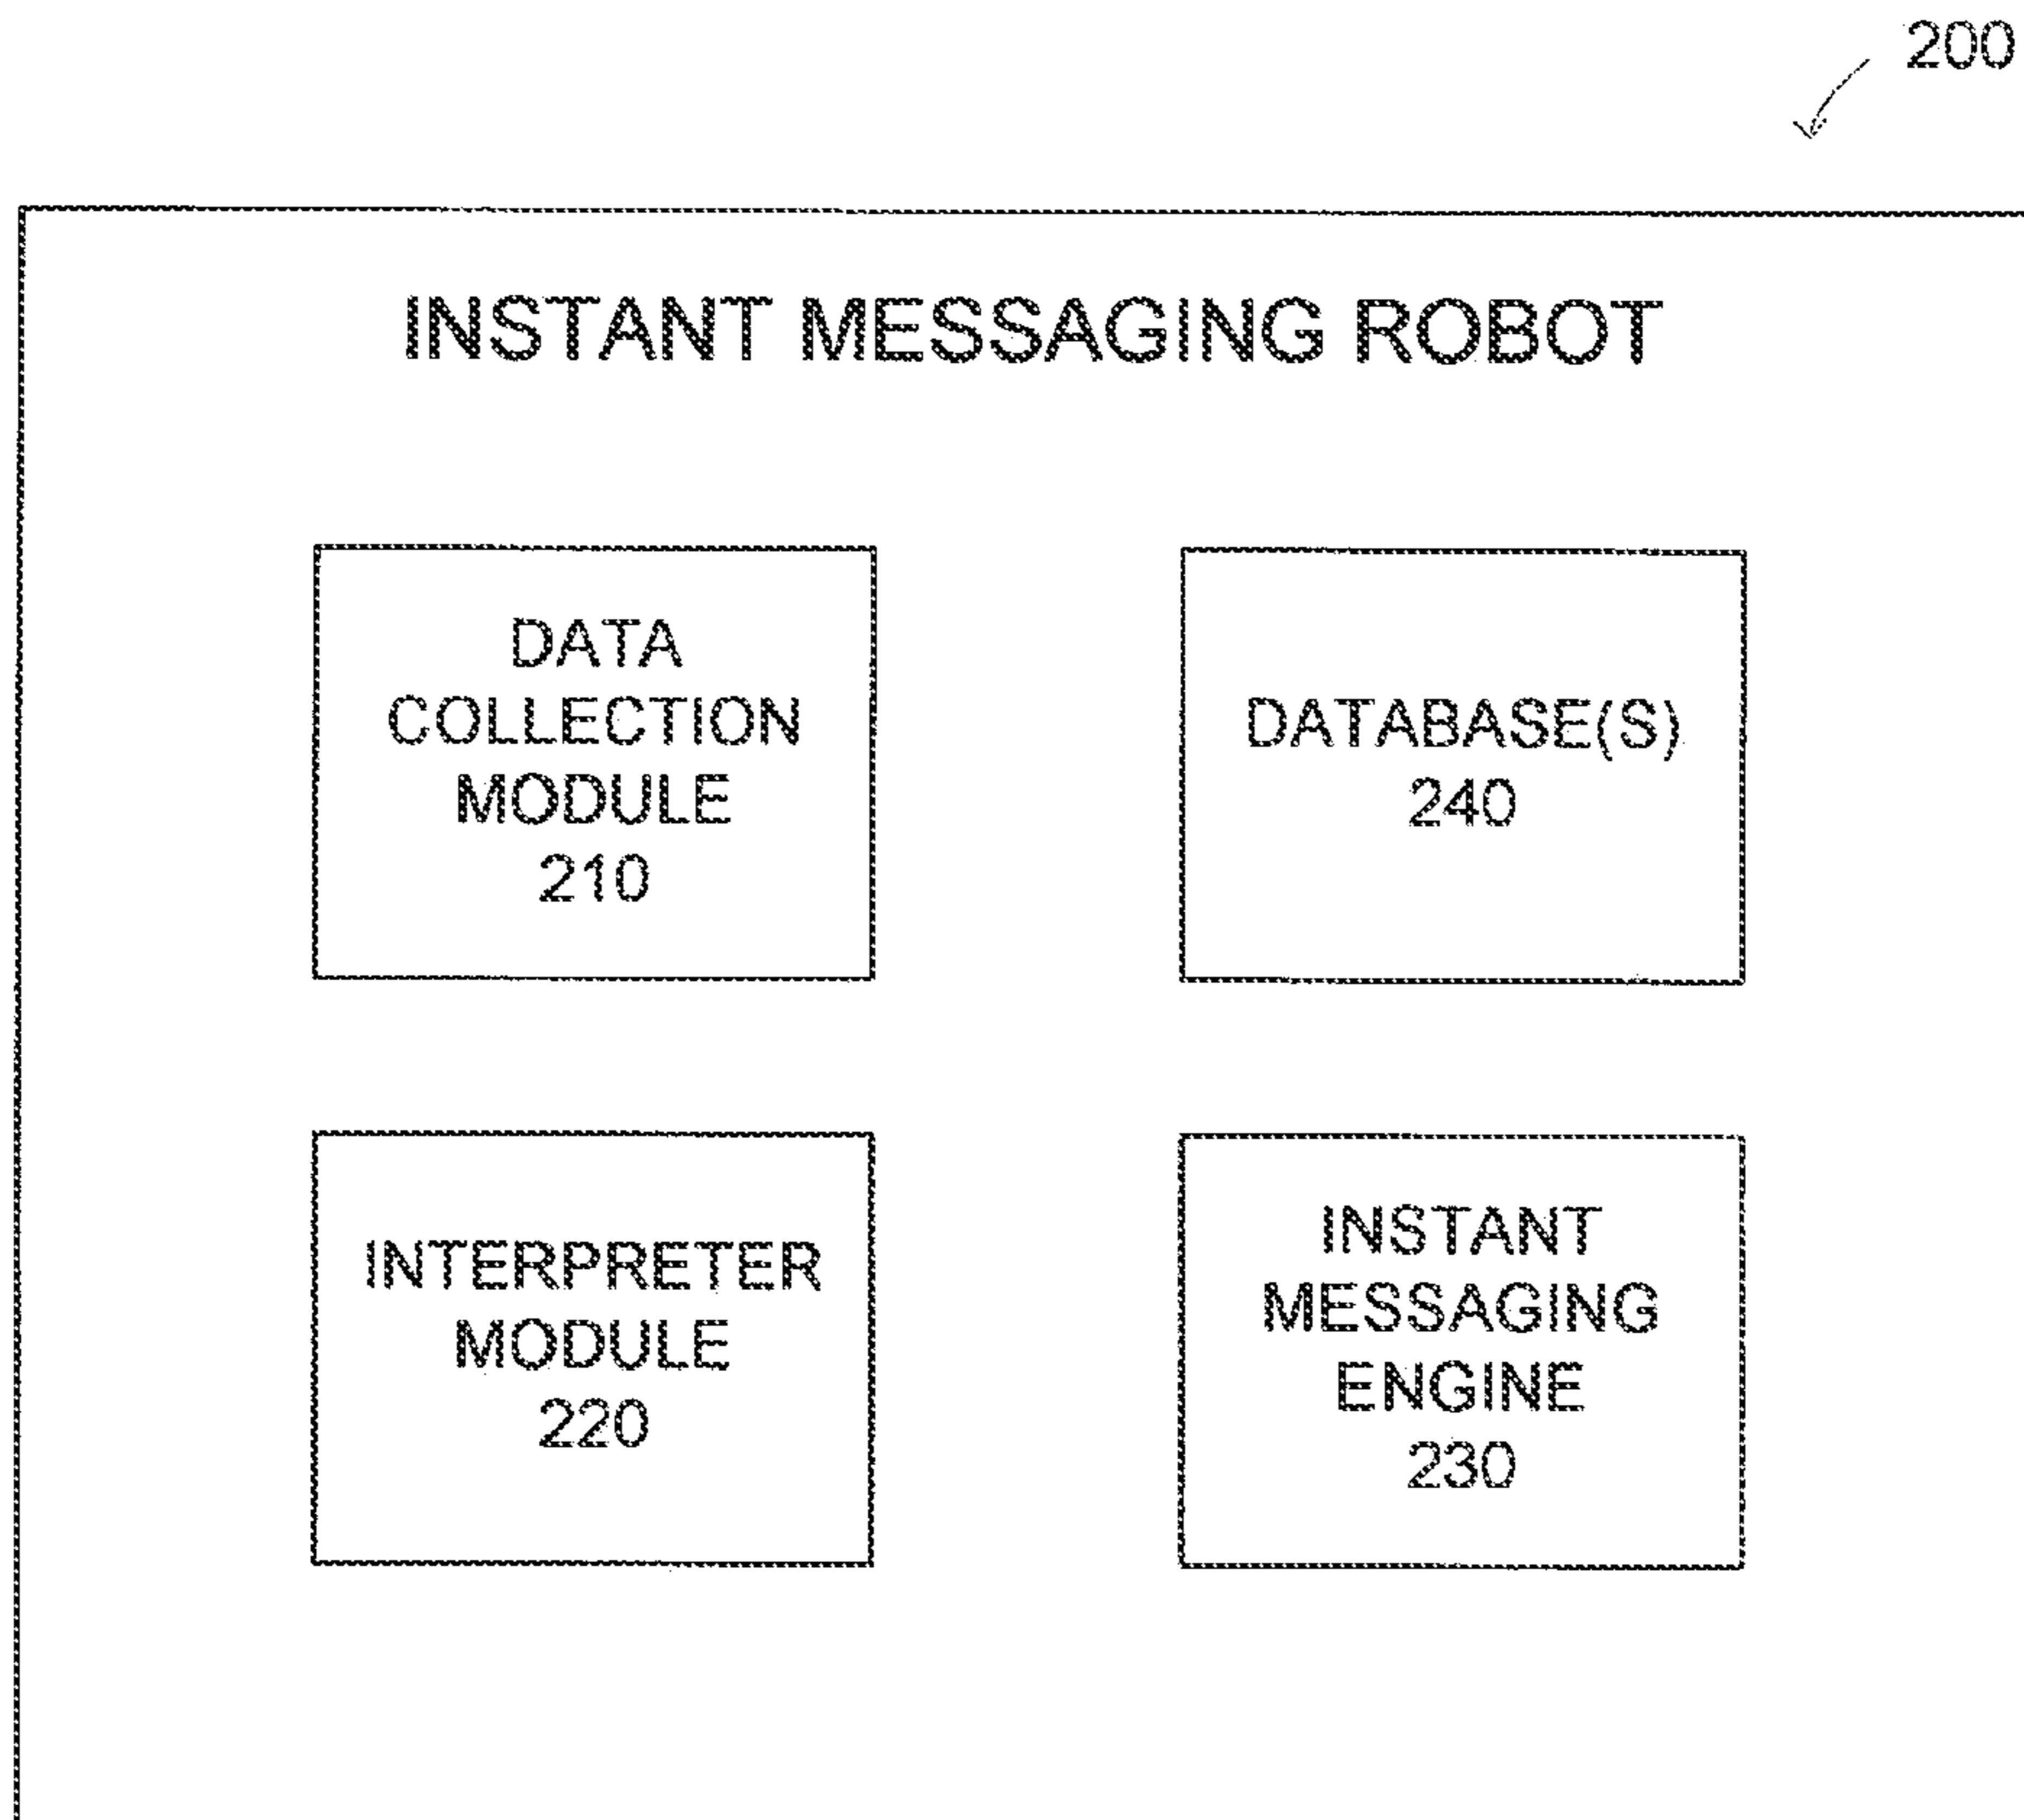 200
INSTANT MESSAGING ROBOT
DATA
COLLECTION
MODULE
210
DATABASE(S)
240
INTERPRETER
MODULE
220
INSTANT
MESSAGING
ENGINE
230